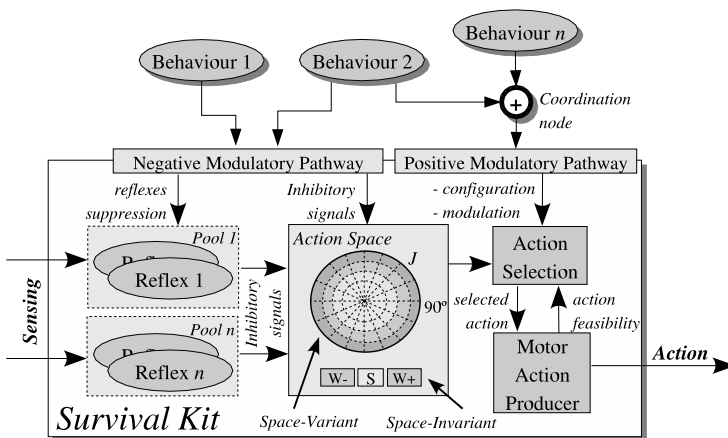 Behaviour n
Behaviour 1
Behaviour 2
+
Coordination
node
Negative Modulatory Pathway
Positive Modulatory Pathway
reflexes
suppression
Inhibitory
signals
- configuration
- modulation
Pool 1
Reflex 1
Action Space
J
90º
Action
Selection
Sensing
Inhibitory
signals
selected
action
action
feasibility
Pool n
Reflex n
W-
S
W+
Motor
Action
Producer
Action
Survival Kit
Space-Variant
Space-Invariant